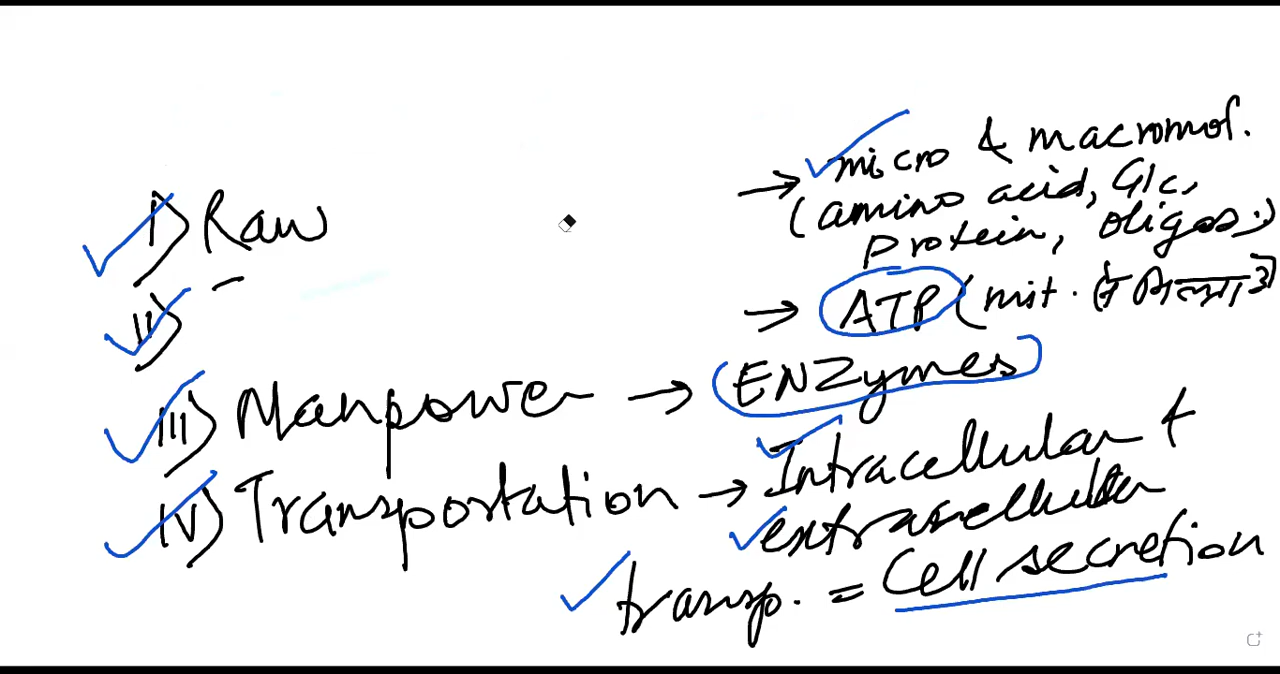 I) Raw
→ micro & macromol.
(amino acid, Glc,
protein, oligos..)
II)
→ ATP (mit.
III) Manpower → ENZymes
IV) Transportation → Intracellular +
extracellular
transp. = Cell secretion